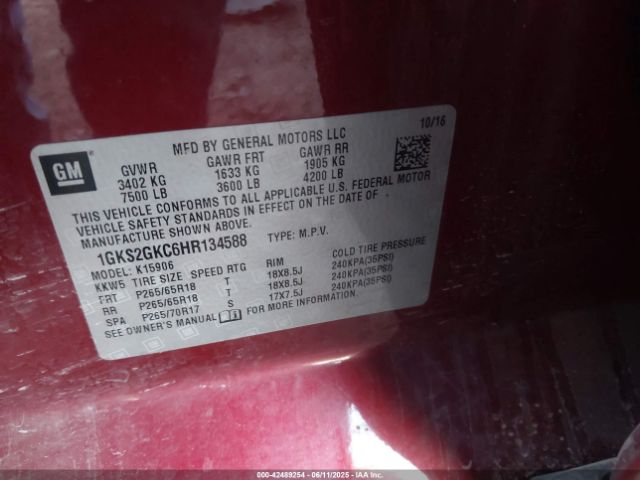 10/16
MFD BY GENERAL MOTORS LLC
GM
GVWR GAWR FRT GAWR RR
3402 KG 1633 KG 1905 KG
7500 LB 3600 LB 4200 LB
THIS VEHICLE CONFORMS TO ALL APPLICABLE U.S. FEDERAL MOTOR
VEHICLE SAFETY STANDARDS IN EFFECT ON THE DATE OF
MANUFACTURE SHOWN ABOVE.
1GKS2GKC6HR134588 TYPE: M.P.V.
MODEL: K15906
KKW5 TIRE SIZE SPEED RTG RIM COLD TIRE PRESSURE
FRT P265/65R18 T 18X8.5J 240KPA(35PSI)
RR P265/65R18 T 18X8.5J 240KPA(35PSI)
SPA P265/70R17 S 17X7.5J 240KPA(35PSI)
SEE OWNER'S MANUAL FOR MORE INFORMATION.
000-42489254 - 06/11/2025 - IAA Inc.